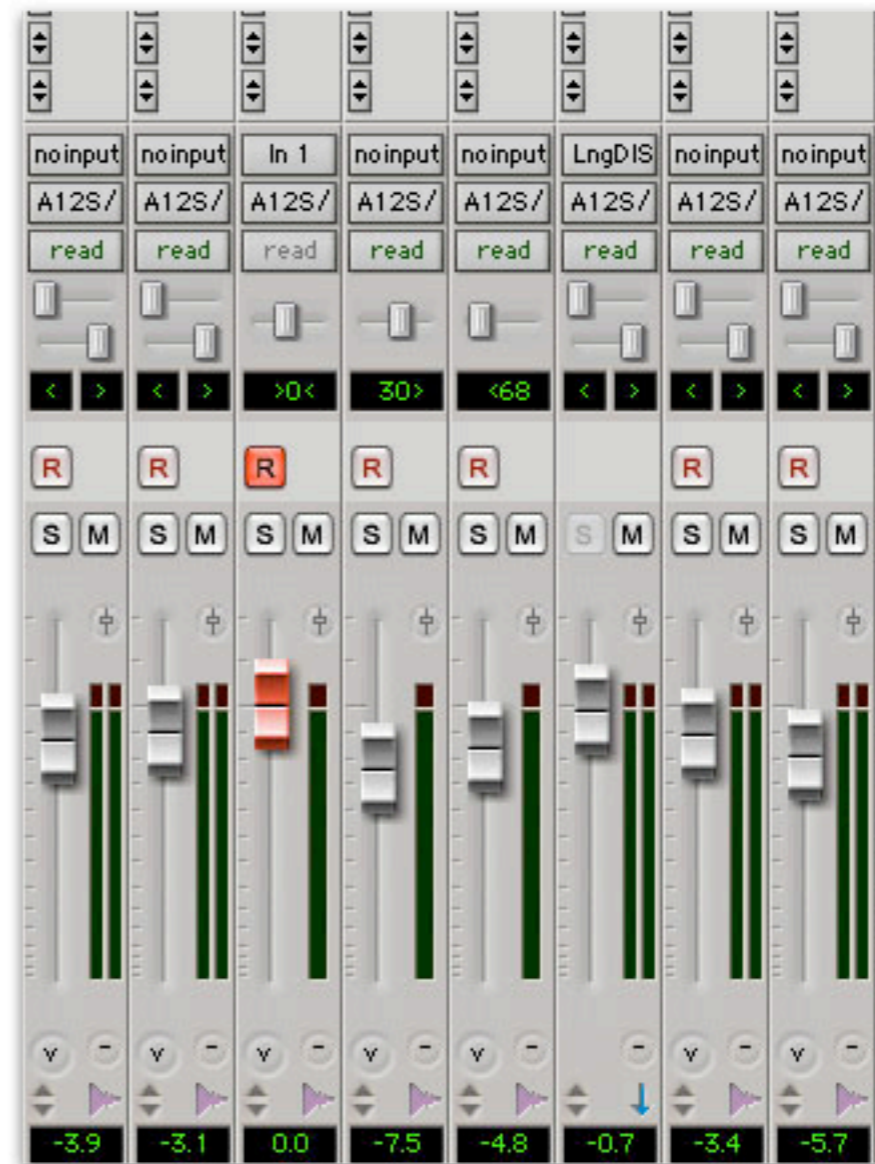 noinput noinput In 1 noinput noinput LngDIS noinput noinput
A12S/ A12S/ A12S/ A12S/ A12S/ A12S/ A12S/ A12S/
read read read read read read read read
< > < > >0< 30> <68 < > < > < >
R R R R R R R
S M S M S M S M S M S M S M S M
v - v - v - v - v - - v - v -
-3.9 -3.1 0.0 -7.5 -4.8 -0.7 -3.4 -5.7